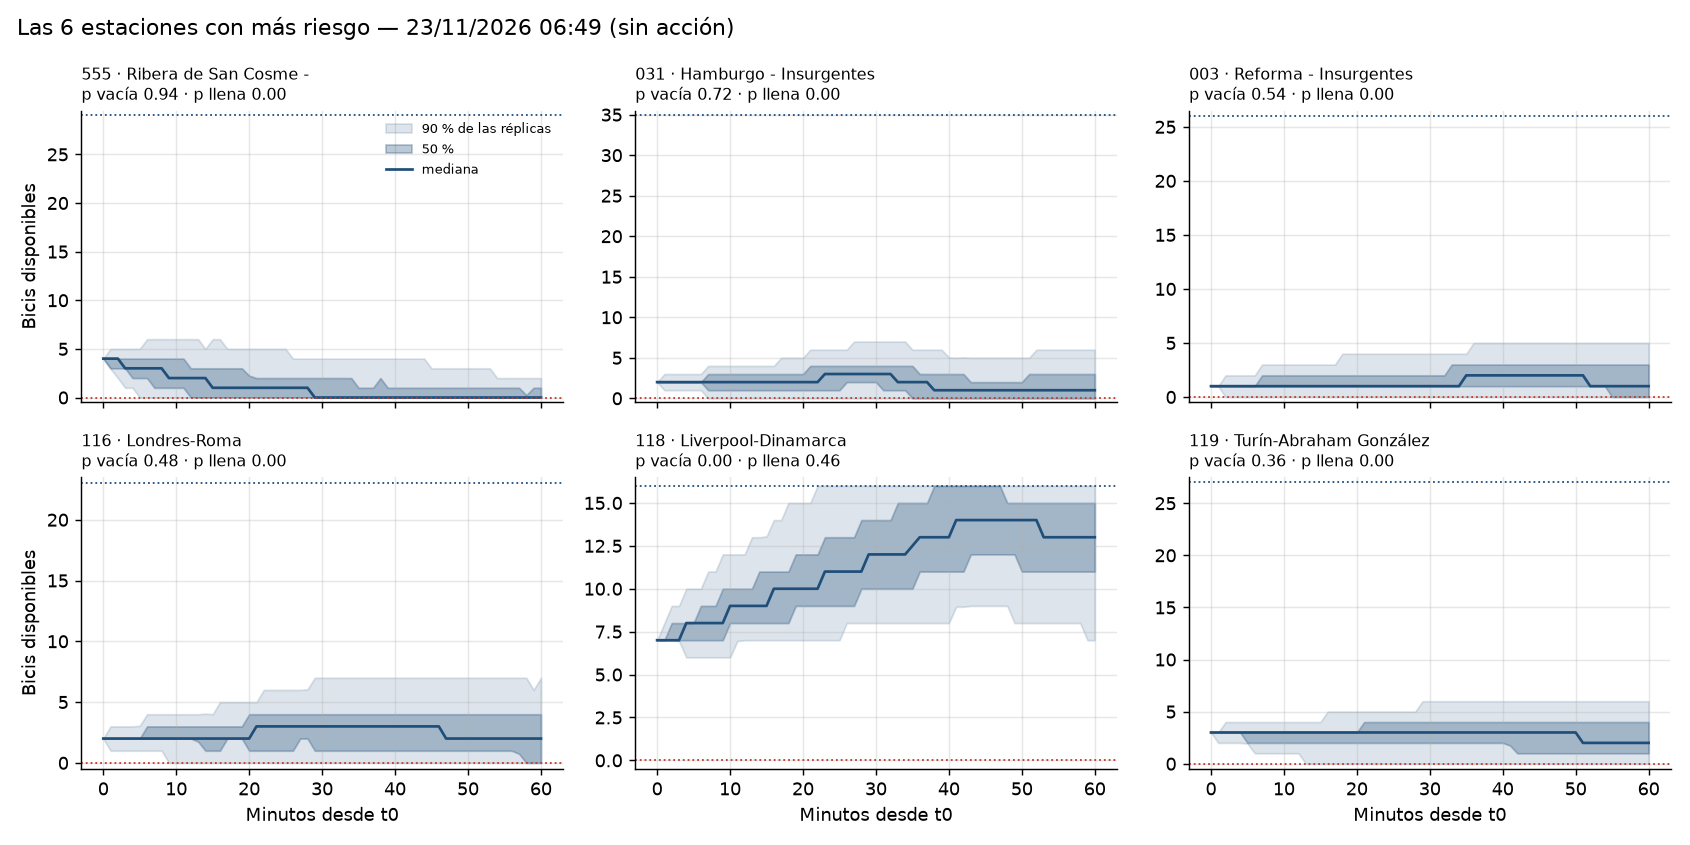 Las 6 estaciones con más riesgo — 23/11/2026 06:49 (sin acción)
555 · Ribera de San Cosme -
p vacía 0.94 · p llena 0.00
90 % de las réplicas
50 %
mediana
Bicis disponibles
25
20
15
10
5
0
031 · Hamburgo - Insurgentes
p vacía 0.72 · p llena 0.00
35
30
25
20
15
10
5
0
003 · Reforma - Insurgentes
p vacía 0.54 · p llena 0.00
25
20
15
10
5
0
116 · Londres-Roma
p vacía 0.48 · p llena 0.00
Bicis disponibles
20
15
10
5
0
0 10 20 30 40 50 60
Minutos desde t0
118 · Liverpool-Dinamarca
p vacía 0.00 · p llena 0.46
15.0
12.5
10.0
7.5
5.0
2.5
0.0
0 10 20 30 40 50 60
Minutos desde t0
119 · Turín-Abraham González
p vacía 0.36 · p llena 0.00
25
20
15
10
5
0
0 10 20 30 40 50 60
Minutos desde t0